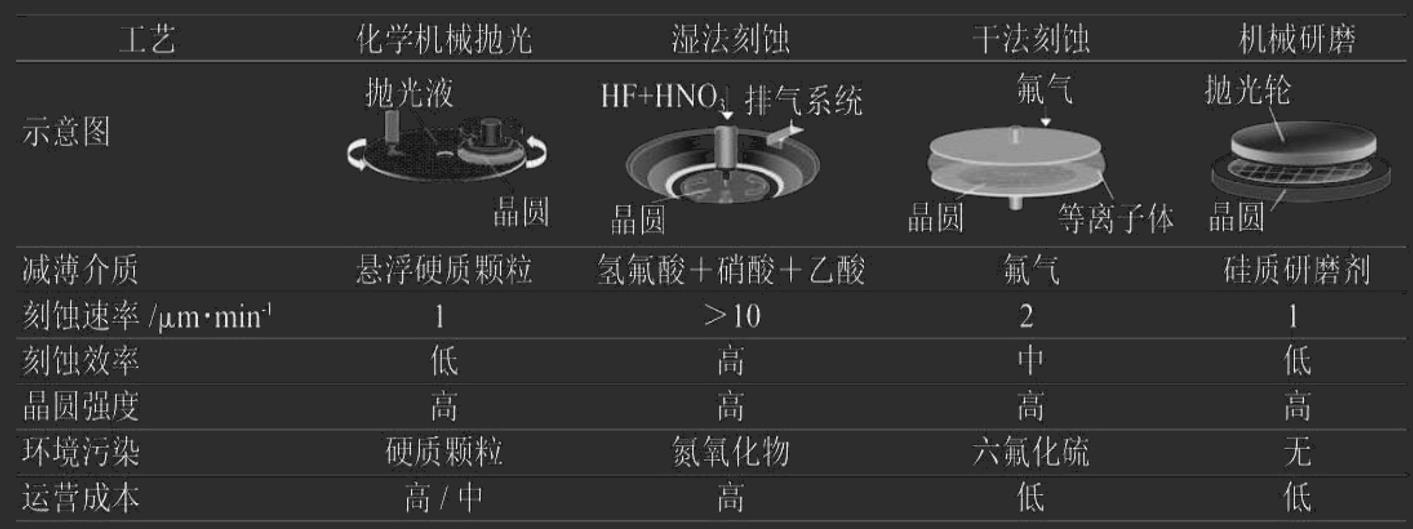 工艺 化学机械抛光 湿法刻蚀 干法刻蚀 机械研磨
示意图
抛光液
晶圆
HF+HNO₃ 排气系统
晶圆
氟气
晶圆 等离子体
抛光轮
晶圆
减薄介质 悬浮硬质颗粒 氢氟酸+硝酸+乙酸 氟气 硅质研磨剂
刻蚀速率/μm·min⁻¹ 1 >10 2 1
刻蚀效率 低 高 中 低
晶圆强度 高 高 高 高
环境污染 硬质颗粒 氮氧化物 六氟化硫 无
运营成本 高/中 高 低 低